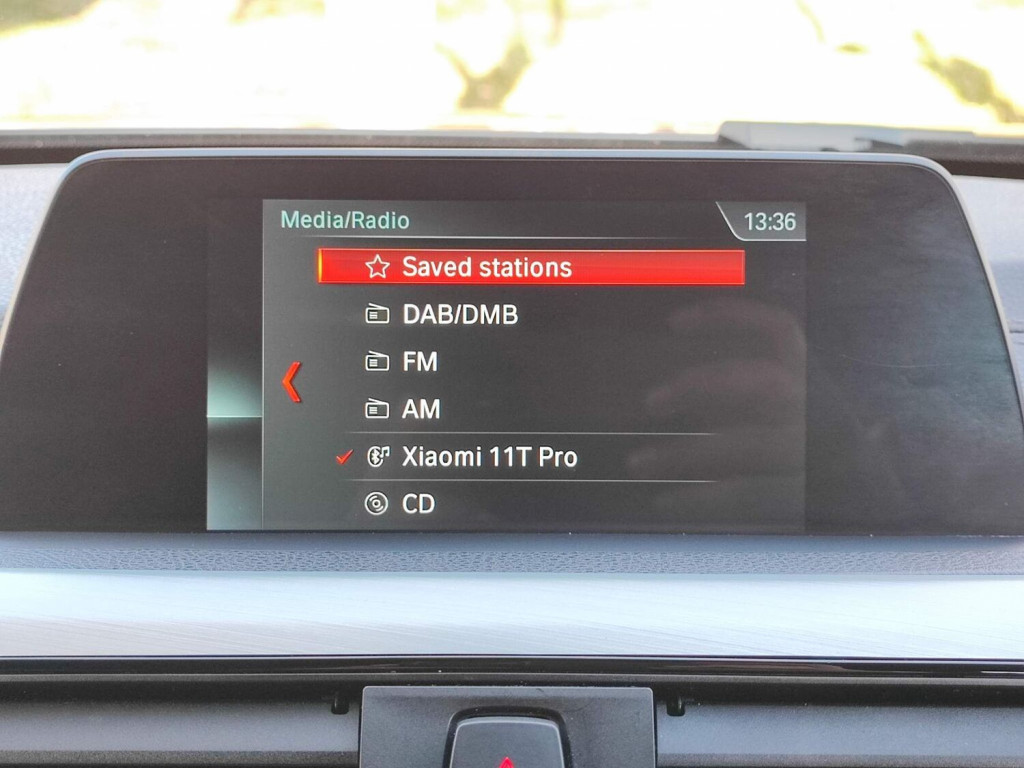 Media/Radio 13:36
Saved stations
DAB/DMB
FM
AM
Xiaomi 11T Pro
CD